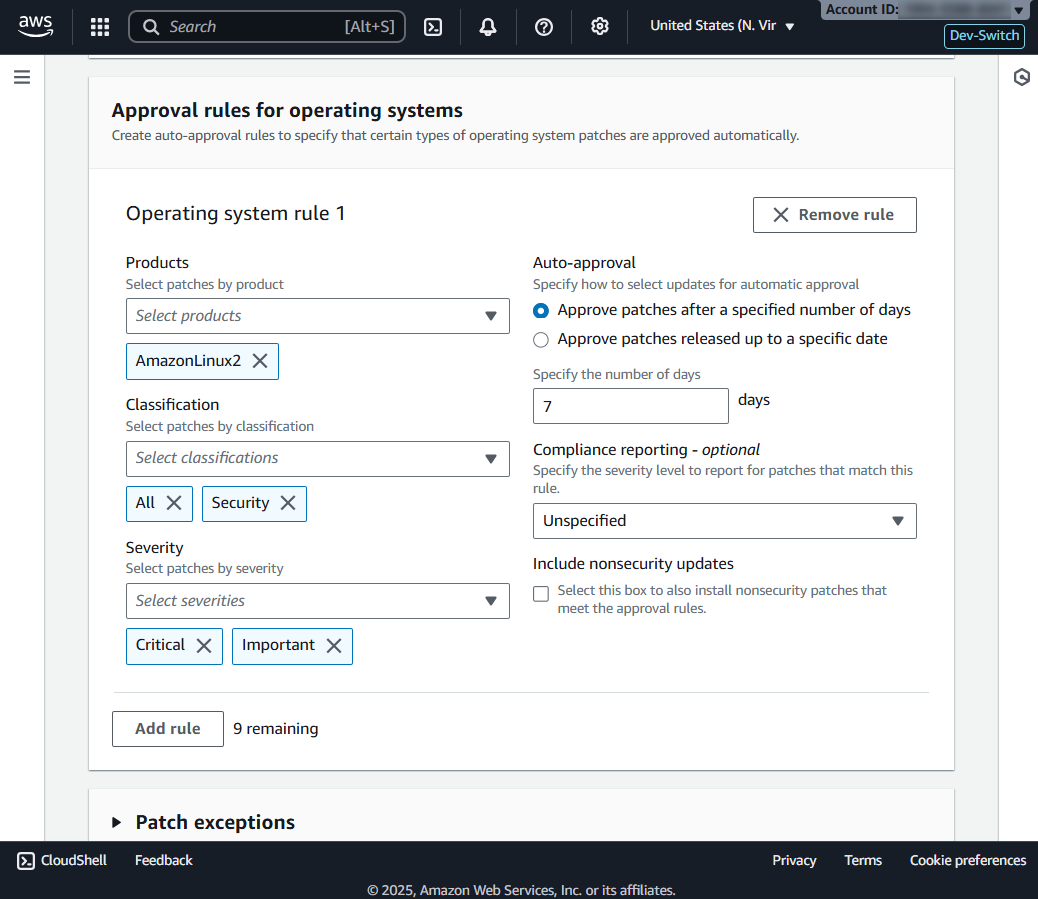 aws
Search [Alt+S]
United States (N. Vir
Account ID:
Dev-Switch
Approval rules for operating systems
Create auto-approval rules to specify that certain types of operating system patches are approved automatically.
Operating system rule 1
Remove rule
Products
Select patches by product
Select products
AmazonLinux2
Classification
Select patches by classification
Select classifications
All
Security
Severity
Select patches by severity
Select severities
Critical
Important
Auto-approval
Specify how to select updates for automatic approval
Approve patches after a specified number of days
Approve patches released up to a specific date
Specify the number of days
7 days
Compliance reporting - optional
Specify the severity level to report for patches that match this
rule.
Unspecified
Include nonsecurity updates
Select this box to also install nonsecurity patches that
meet the approval rules.
Add rule 9 remaining
Patch exceptions
CloudShell Feedback Privacy Terms Cookie preferences
© 2025, Amazon Web Services, Inc. or its affiliates.